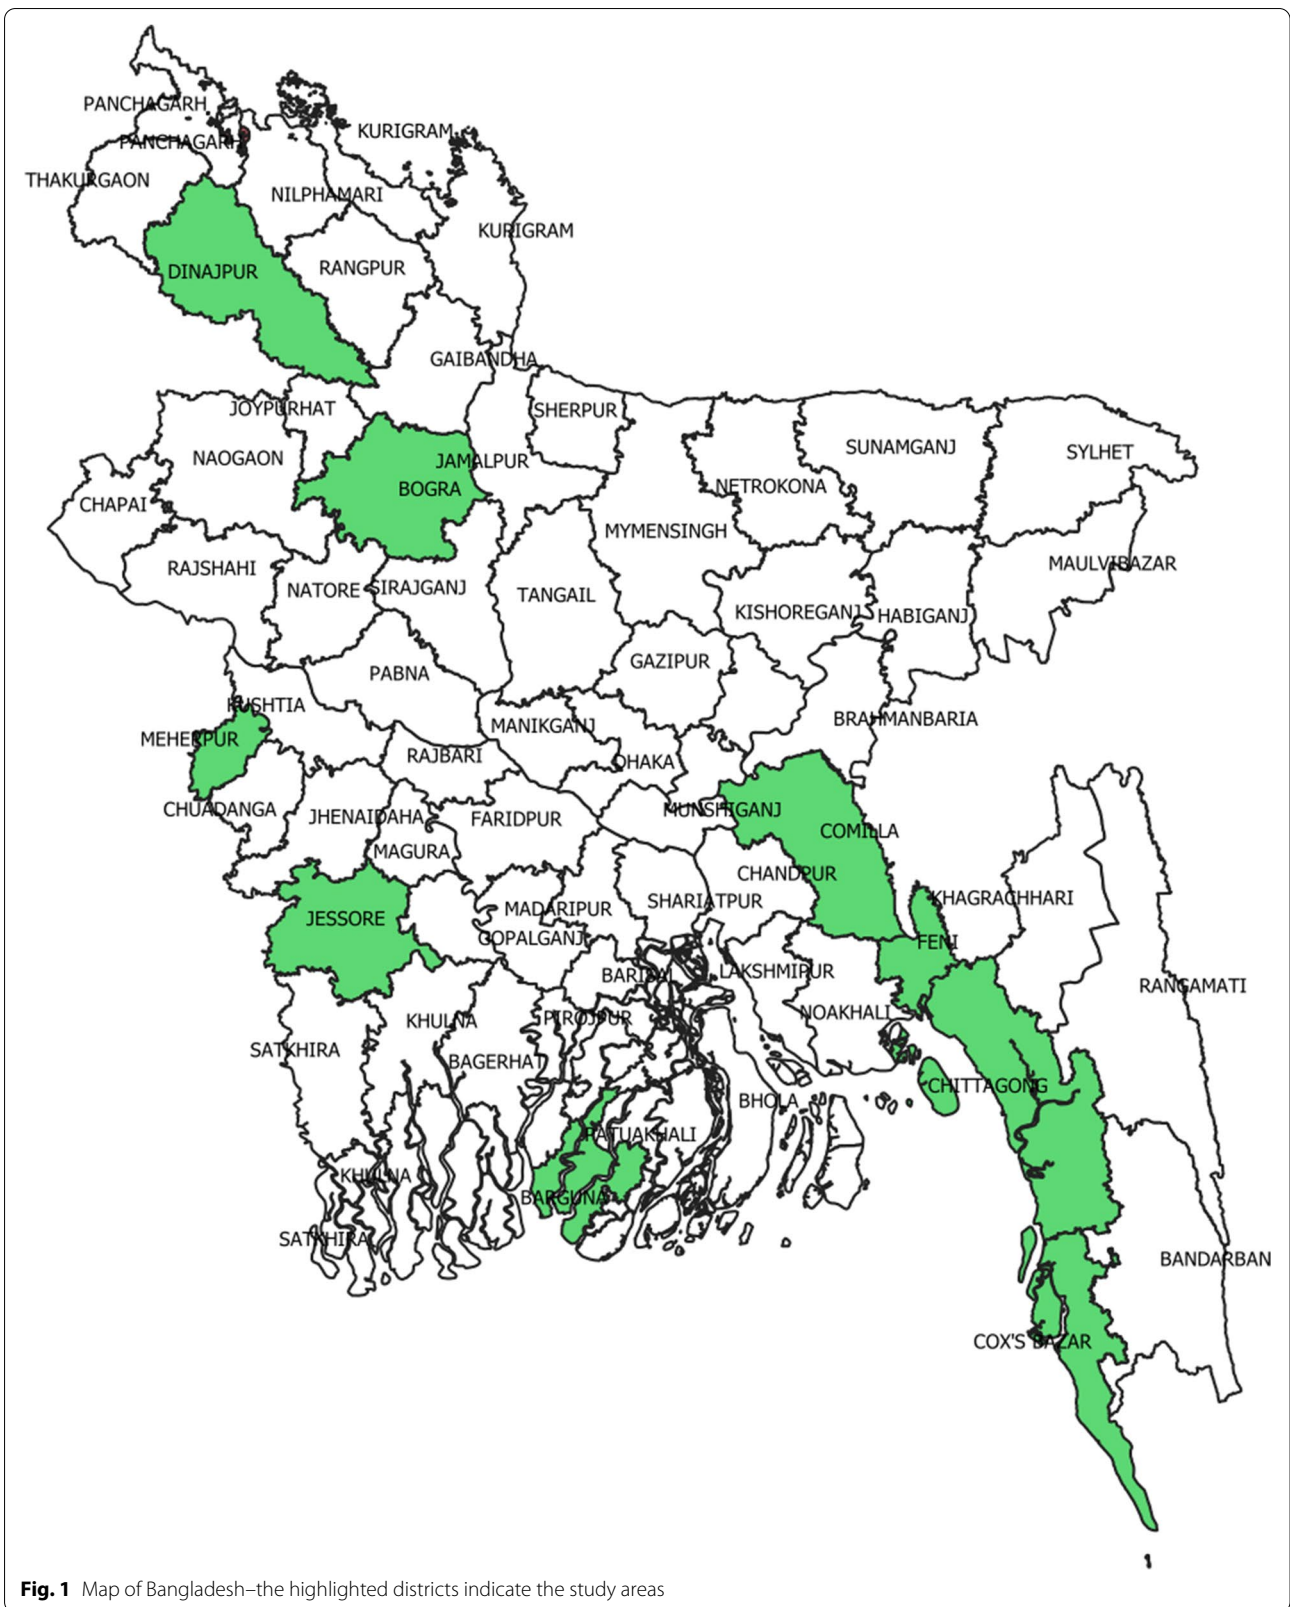 PANCHAGARH
KURIGRAM
PANCHAGARH
THAKURGAON
NILPHAMARI
KURIGRAM
DINAJPUR
RANGPUR
GAIBANDHA
JOYPURHAT
SHERPUR
SUNAMGANJ
SYLHET
NAOGAON
JAMALPUR
BOGRA
NETROKONA
CHAPAI
MYMENSINGH
MAULVIBAZAR
RAJSHAHI
NATORE
SIRAJGANJ
TANGAIL
KISHOREGANJ
HABIGANJ
GAZIPUR
PABNA
KUSHTIA
MANIKGANJ
BRAHMANBARIA
MEHERPUR
RAJBARI
DHAKA
CHUADANGA
JHENAIDAHA
FARIDPUR
MUNSHIGANJ
COMILLA
MAGURA
CHANDPUR
SHARIATPUR
KHAGRACHHARI
MADARIPUR
JESSORE
GOPALGANJ
FENI
BARISAL
LAKSHMIPUR
RANGAMATI
NOAKHALI
KHULNA
PIROJPUR
SATKHIRA
BAGERHAT
CHITTAGONG
BHOLA
PATUAKHALI
KHULNA
BARGUNA
SATKHIRA
BANDARBAN
COX'S BAZAR
Fig. 1 Map of Bangladesh–the highlighted districts indicate the study areas